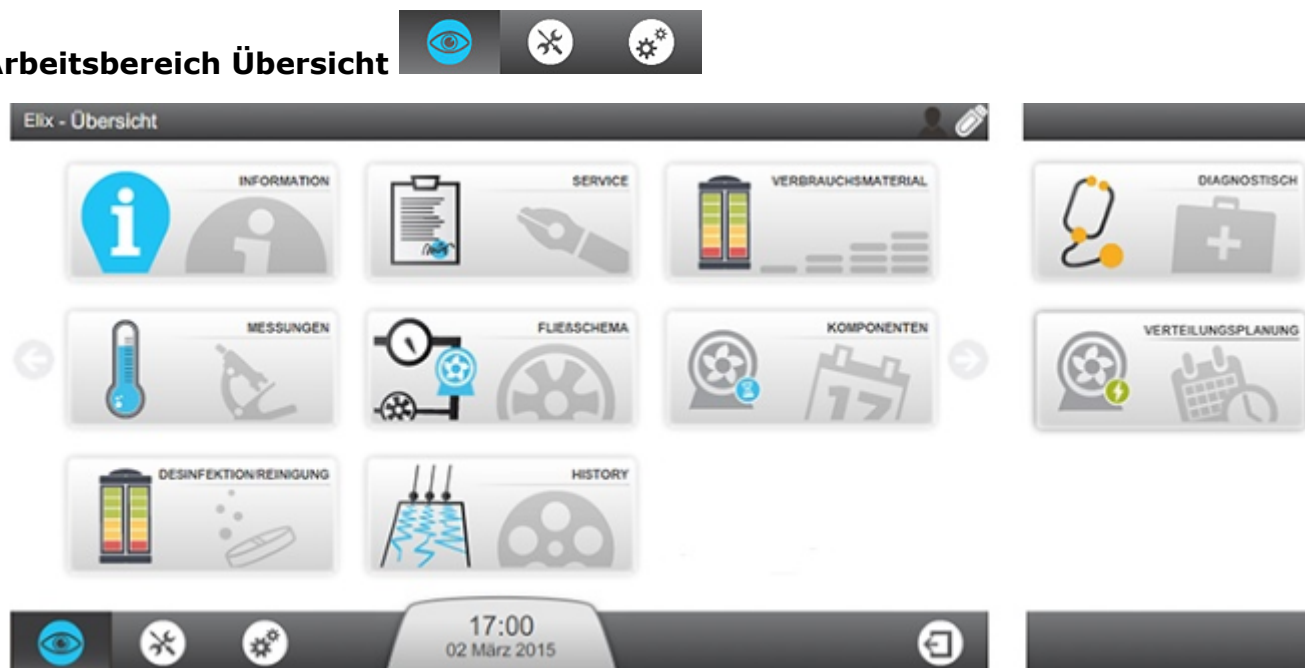 Arbeitsbereich Übersicht
Elix - Übersicht
INFORMATION
SERVICE
VERBRAUCHSMATERIAL
DIAGNOSTISCH
MESSUNGEN
FLIEßSCHEMA
KOMPONENTEN
17
VERTEILUNGSPLANUNG
DESINFEKTION/REINIGUNG
HISTORY
17:00
02 März 2015